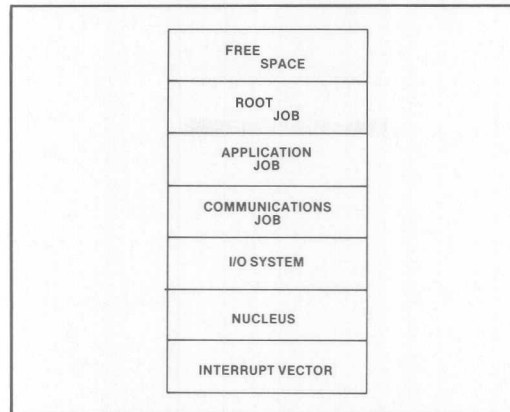 FREE
SPACE
ROOT
JOB
APPLICATION
JOB
COMMUNICATIONS
JOB
I/O SYSTEM
NUCLEUS
INTERRUPT VECTOR